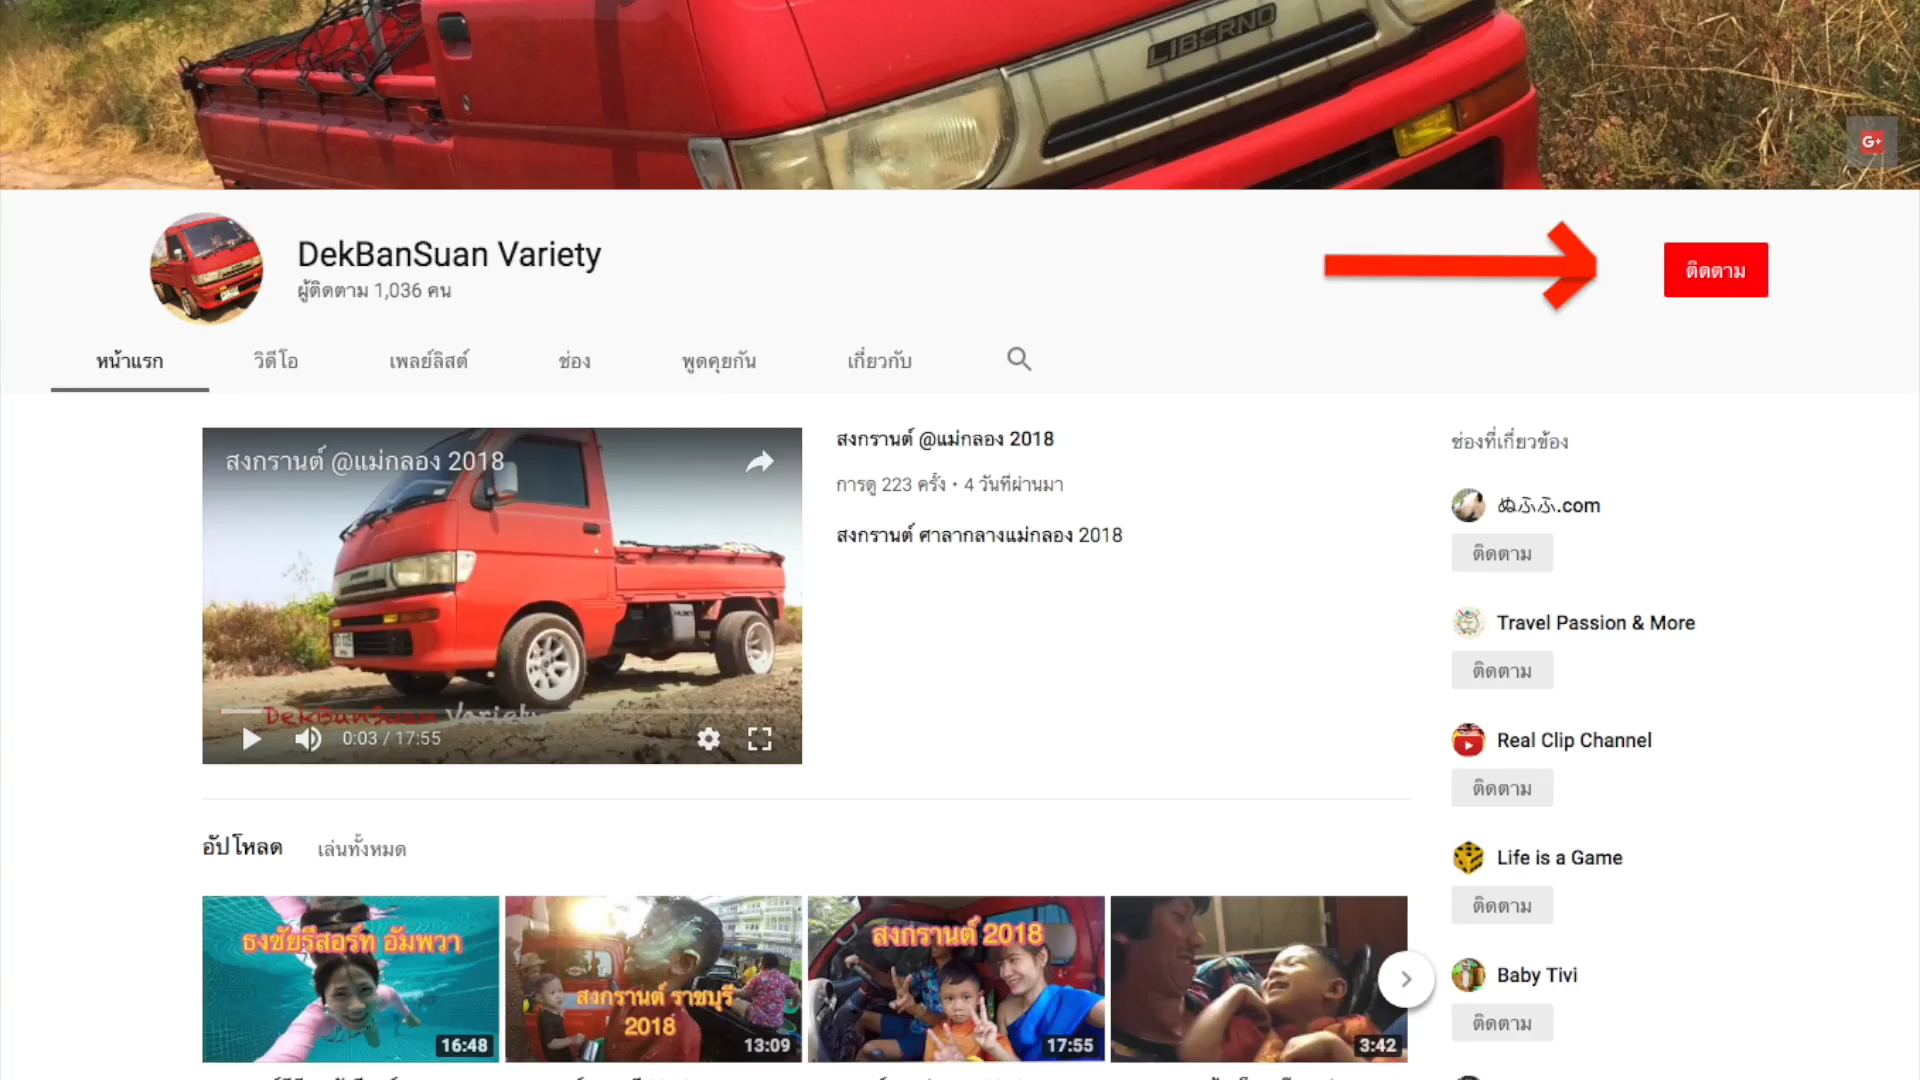 LIBERNO
G+
DekBanSuan Variety
ผู้ติดตาม 1,036 คน
ติดตาม
หน้าแรก
วิดีโอ
เพลย์ลิสต์
ช่อง
พูดคุยกัน
เกี่ยวกับ
สงกรานต์ @แม่กลอง 2018
DekBanSuan Variety
0:03 / 17:55
สงกรานต์ @แม่กลอง 2018
การดู 223 ครั้ง • 4 วันที่ผ่านมา
สงกรานต์ ศาลากลางแม่กลอง 2018
ช่องที่เกี่ยวข้อง
ぬふふ.com
ติดตาม
Travel Passion & More
ติดตาม
Real Clip Channel
ติดตาม
Life is a Game
ติดตาม
Baby Tivi
ติดตาม
อัปโหลด
เล่นทั้งหมด
ธงชัยรีสอร์ท อัมพวา
16:48
สงกรานต์ ราชบุรี
2018
13:09
สงกรานต์ 2018
17:55
3:42